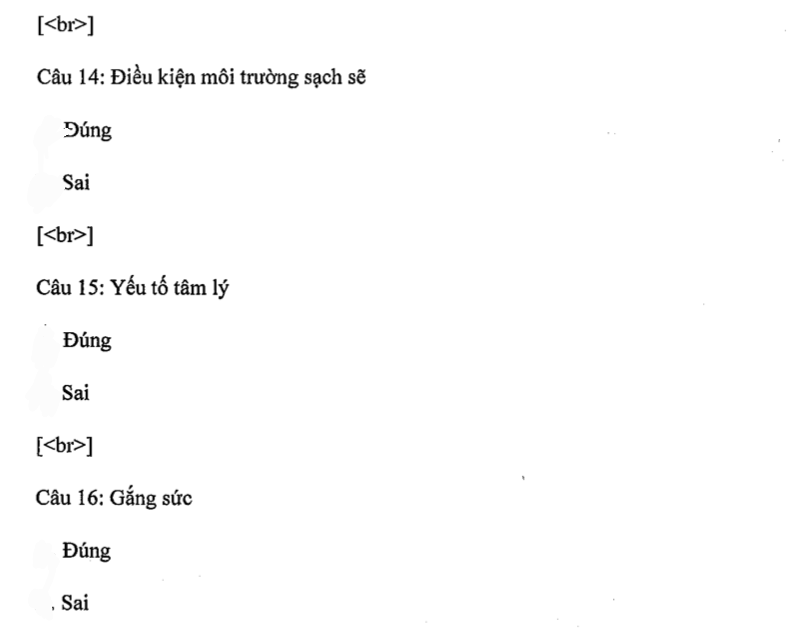 [<br>]
Câu 14: Điều kiện môi trường sạch sẽ
Đúng
Sai
[<br>]
Câu 15: Yếu tố tâm lý
Đúng
Sai
[<br>]
Câu 16: Gắng sức
Đúng
Sai